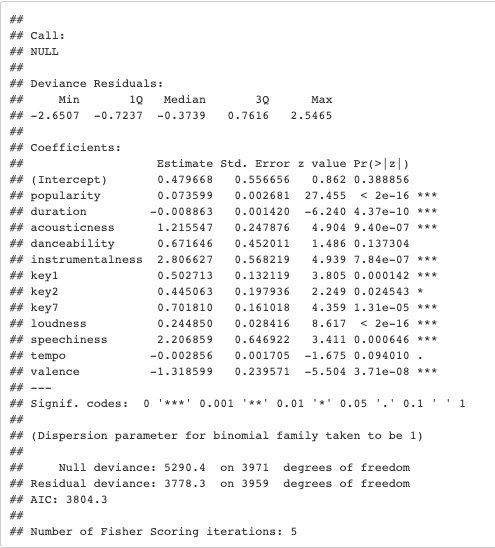 ##
## Call:
## NULL
##
## Deviance Residuals:
##     Min       1Q   Median       3Q      Max
## -2.6507  -0.7237  -0.3739   0.7616   2.5465
##
## Coefficients:
##                   Estimate Std. Error z value Pr(>|z|)
## (Intercept)       0.479668   0.556656   0.862 0.388856
## popularity        0.073599   0.002681  27.455  < 2e-16 ***
## duration         -0.008863   0.001420  -6.240 4.37e-10 ***
## acousticness      1.215547   0.247876   4.904 9.40e-07 ***
## danceability      0.671646   0.452011   1.486 0.137304
## instrumentalness  2.806627   0.568219   4.939 7.84e-07 ***
## key1              0.502713   0.132119   3.805 0.000142 ***
## key2              0.445063   0.197936   2.249 0.024543 *
## key7              0.701810   0.161018   4.359 1.31e-05 ***
## loudness          0.244850   0.028416   8.617  < 2e-16 ***
## speechiness       2.206859   0.646922   3.411 0.000646 ***
## tempo            -0.002856   0.001705  -1.675 0.094010 .
## valence          -1.318599   0.239571  -5.504 3.71e-08 ***
## ---
## Signif. codes:  0 '***' 0.001 '**' 0.01 '*' 0.05 '.' 0.1 ' ' 1
##
## (Dispersion parameter for binomial family taken to be 1)
##
##     Null deviance: 5290.4  on 3971  degrees of freedom
## Residual deviance: 3778.3  on 3959  degrees of freedom
## AIC: 3804.3
##
## Number of Fisher Scoring iterations: 5